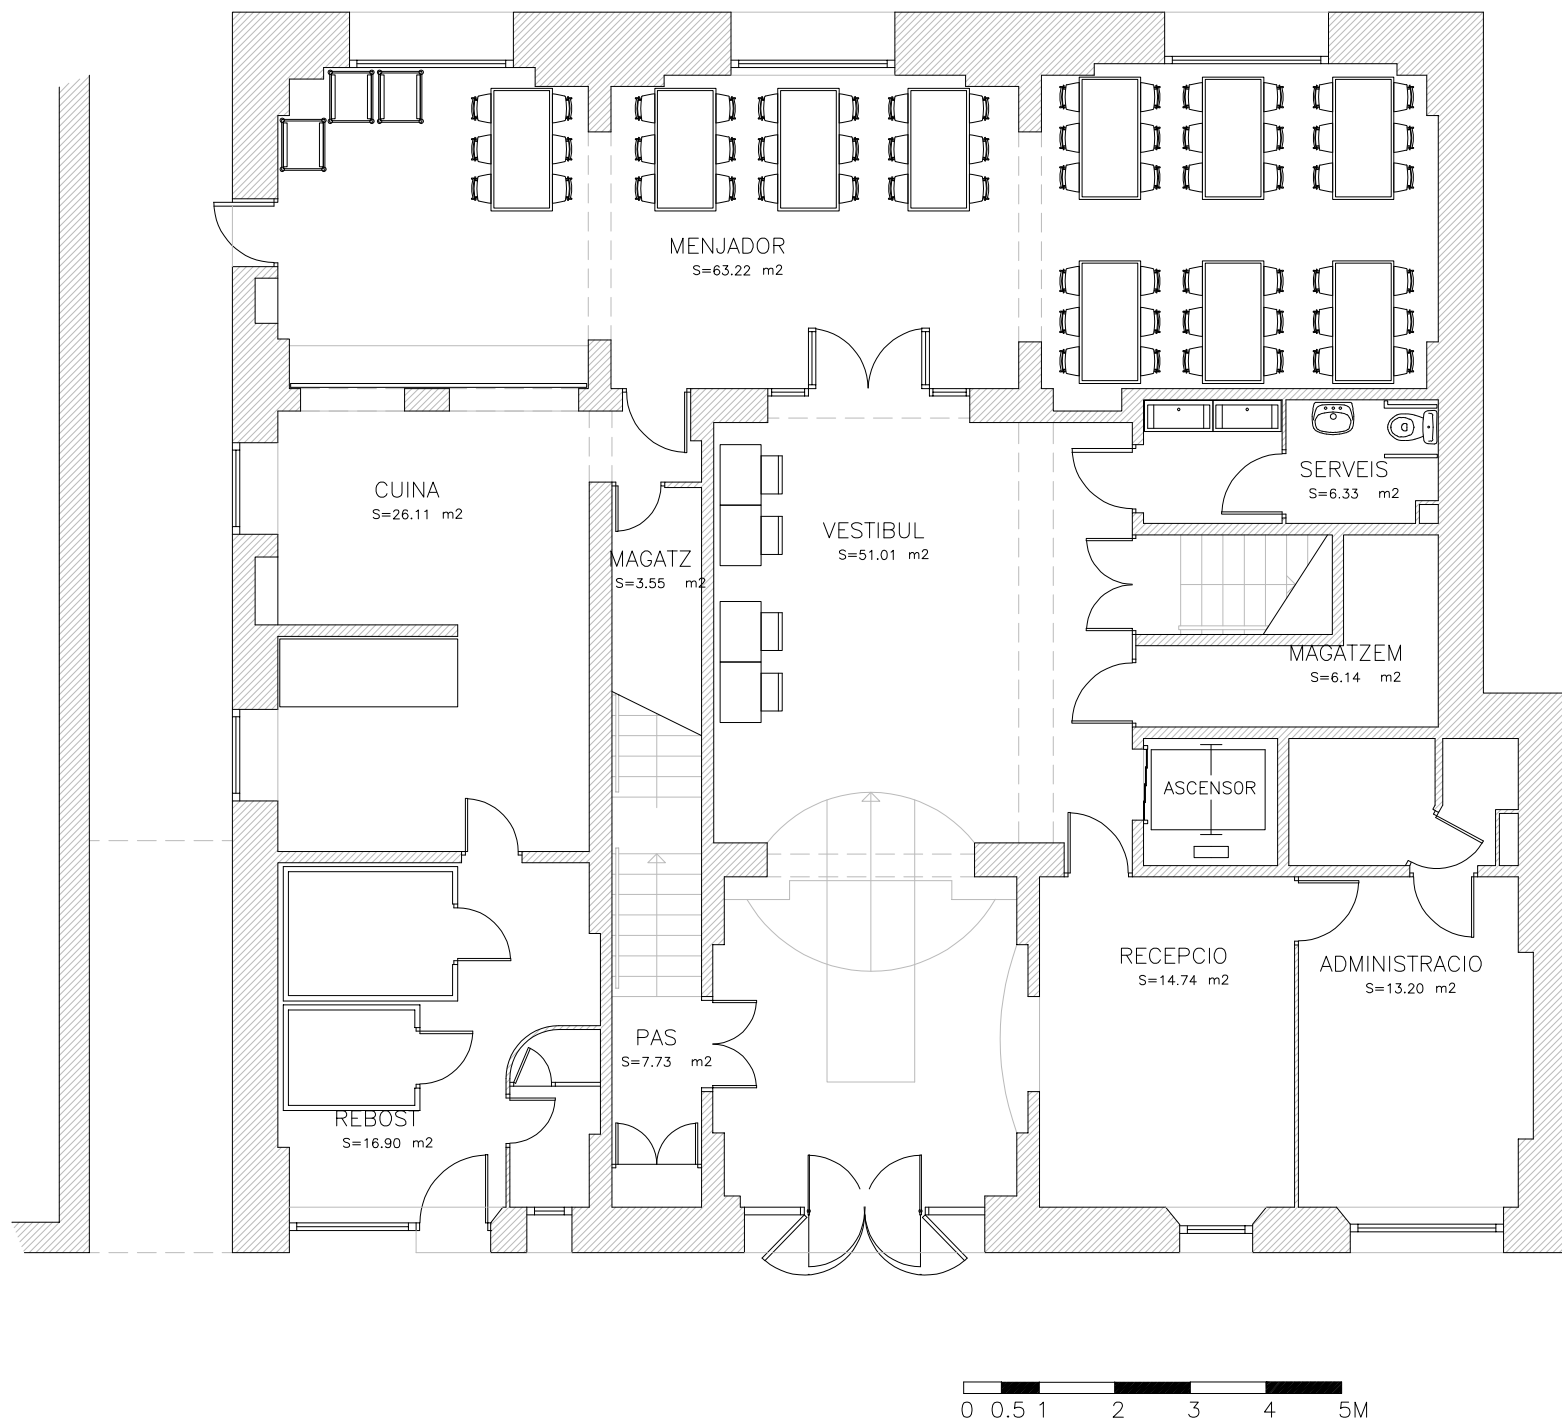 MENJADOR
S=63.22 m2
CUINA
S=26.11 m2
SERVEIS
S=6.33 m2
VESTIBUL
S=51.01 m2
MAGATZ
S=3.55 m2
MAGATZEM
S=6.14 m2
ASCENSOR
RECEPCIO
S=14.74 m2
ADMINISTRACIO
S=13.20 m2
PAS
S=7.73 m2
REBOST
S=16.90 m2
0 0.5 1 2 3 4 5M